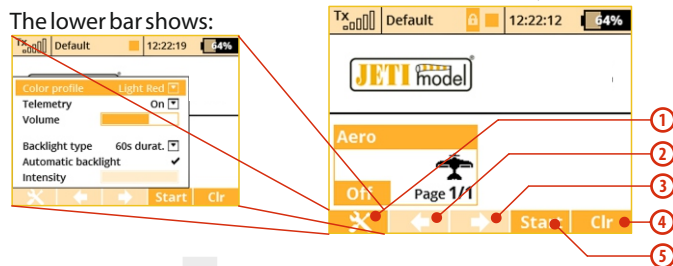 The lower bar shows:
Tx Default 12:22:19 64%
Color profile Light Red
Telemetry On
Volume
Backlight type 60s durat.
Automatic backlight
Intensity
Start Clr
Tx Default 12:22:12 64%
JETI model
Aero
Off Page 1/1
Start Clr
1
2
3
4
5